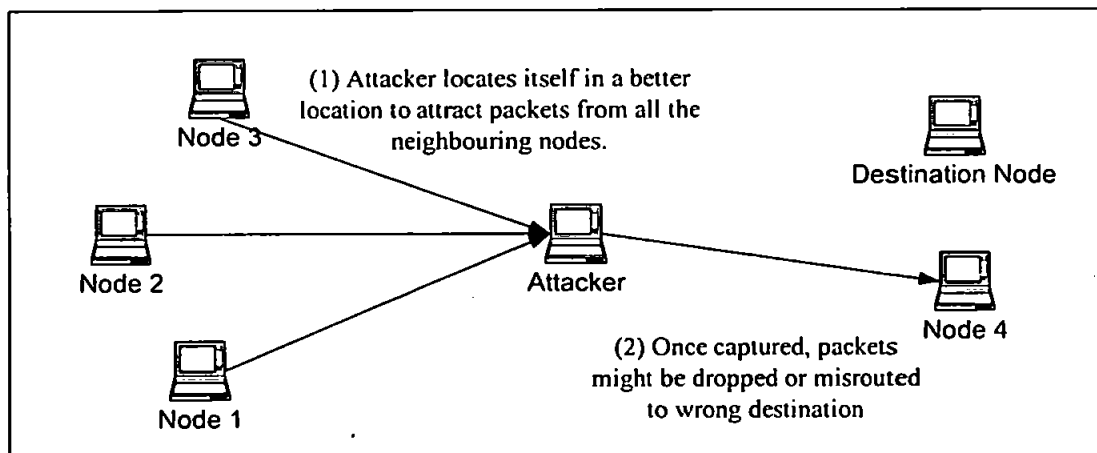 (1) Attacker locates itself in a better
location to attract packets from all the
neighbouring nodes.
Node 3
Destination Node
Node 2
Attacker
Node 4
(2) Once captured, packets
might be dropped or misrouted
to wrong destination
Node 1